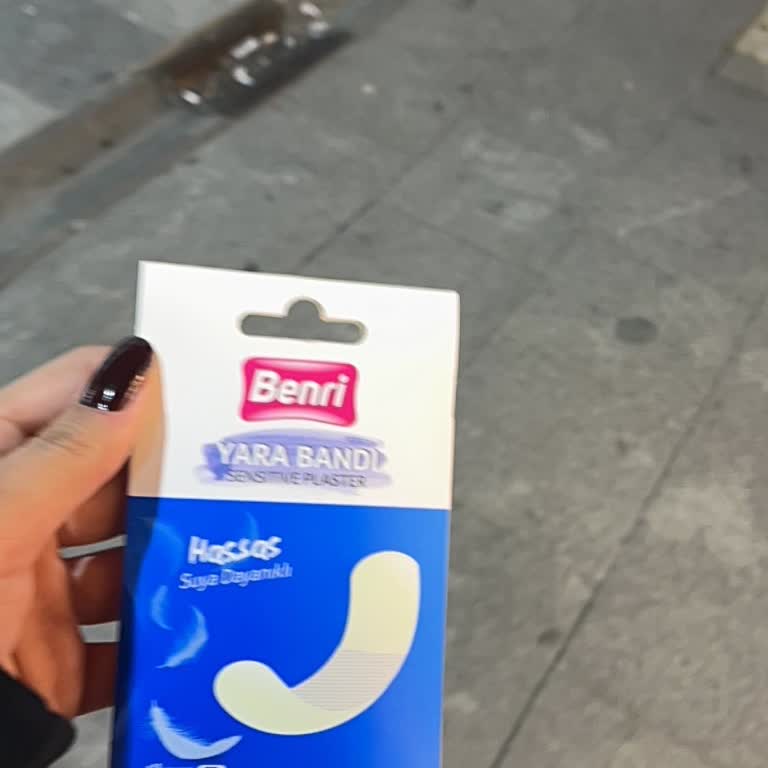 Benri
YARA BANDI
SENSITIVE PLASTER
Hassas
Suya Dayanıklı